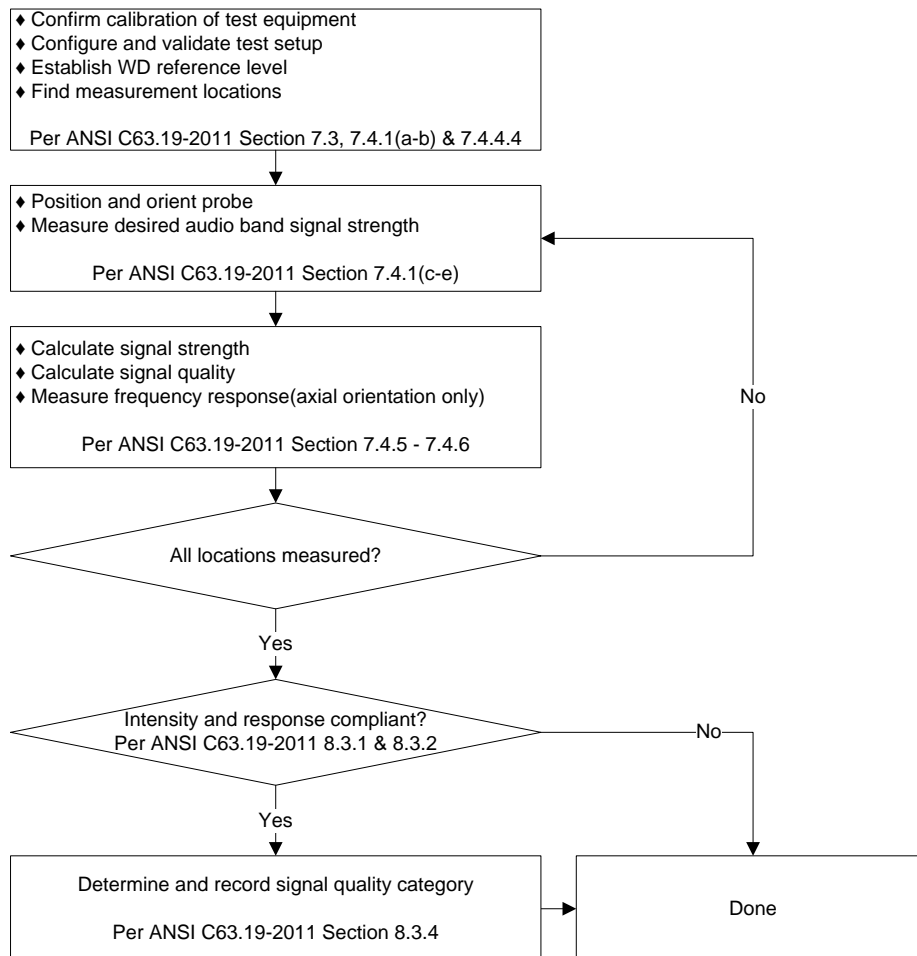 ♦ Confirm calibration of test equipment
♦ Configure and validate test setup
♦ Establish WD reference level
♦ Find measurement locations
Per ANSI C63.19-2011 Section 7.3, 7.4.1(a-b) & 7.4.4.4
♦ Position and orient probe
♦ Measure desired audio band signal strength
Per ANSI C63.19-2011 Section 7.4.1(c-e)
♦ Calculate signal strength
♦ Calculate signal quality
♦ Measure frequency response(axial orientation only)
Per ANSI C63.19-2011 Section 7.4.5 - 7.4.6
No
All locations measured?
Yes
Intensity and response compliant?
Per ANSI C63.19-2011 8.3.1 & 8.3.2
No
Yes
Determine and record signal quality category
Per ANSI C63.19-2011 Section 8.3.4
Done